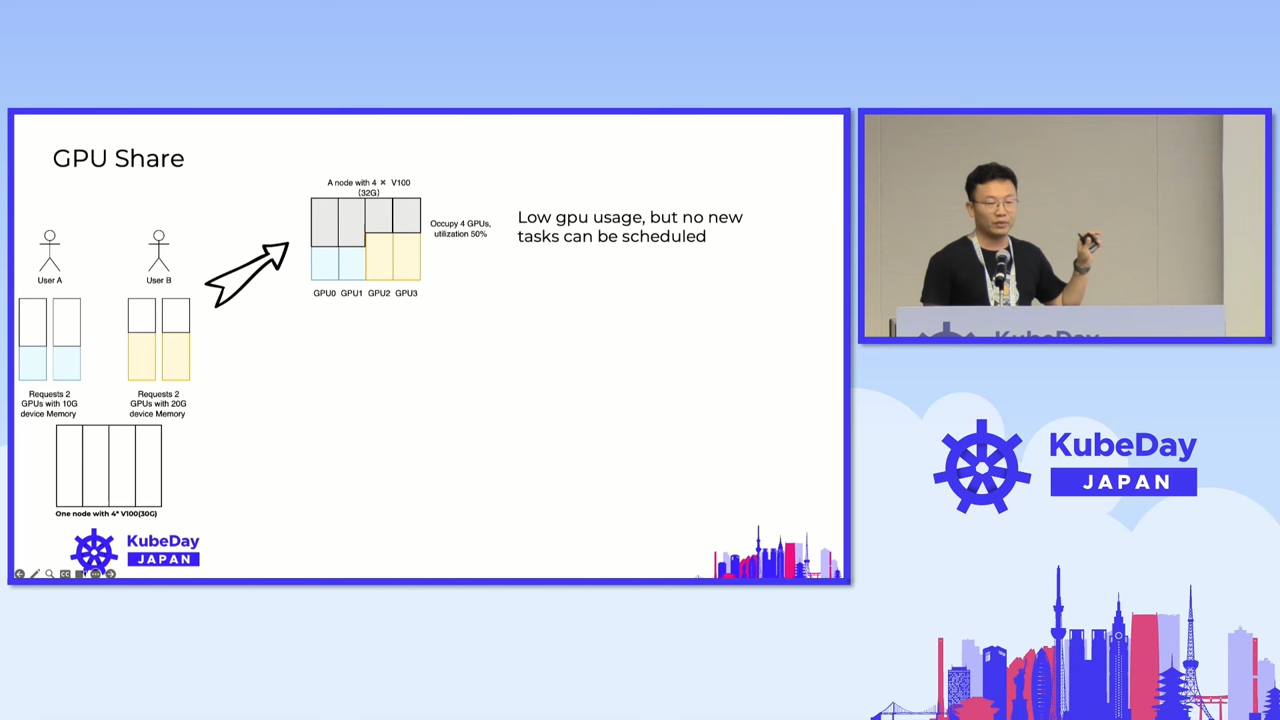 GPU Share
A node with 4 × V100
(32G)
Occupy 4 GPUs,
utilization 50%
Low gpu usage, but no new
tasks can be scheduled
User A
User B
GPU0 GPU1 GPU2 GPU3
Requests 2
GPUs with 10G
device Memory
Requests 2
GPUs with 20G
device Memory
One node with 4* V100(30G)
KubeDay
JAPAN
KubeDay
KubeDay
JAPAN